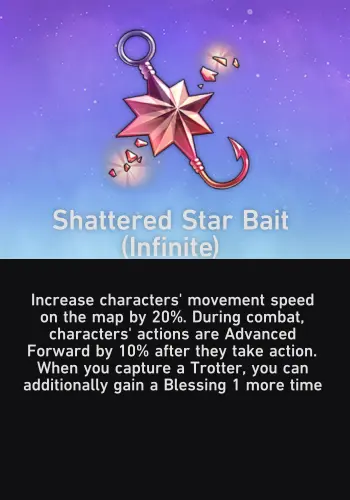 Shattered Star Bait
(Infinite)
Increase characters' movement speed
on the map by 20%. During combat,
characters' actions are Advanced
Forward by 10% after they take action.
When you capture a Trotter, you can
additionally gain a Blessing 1 more time